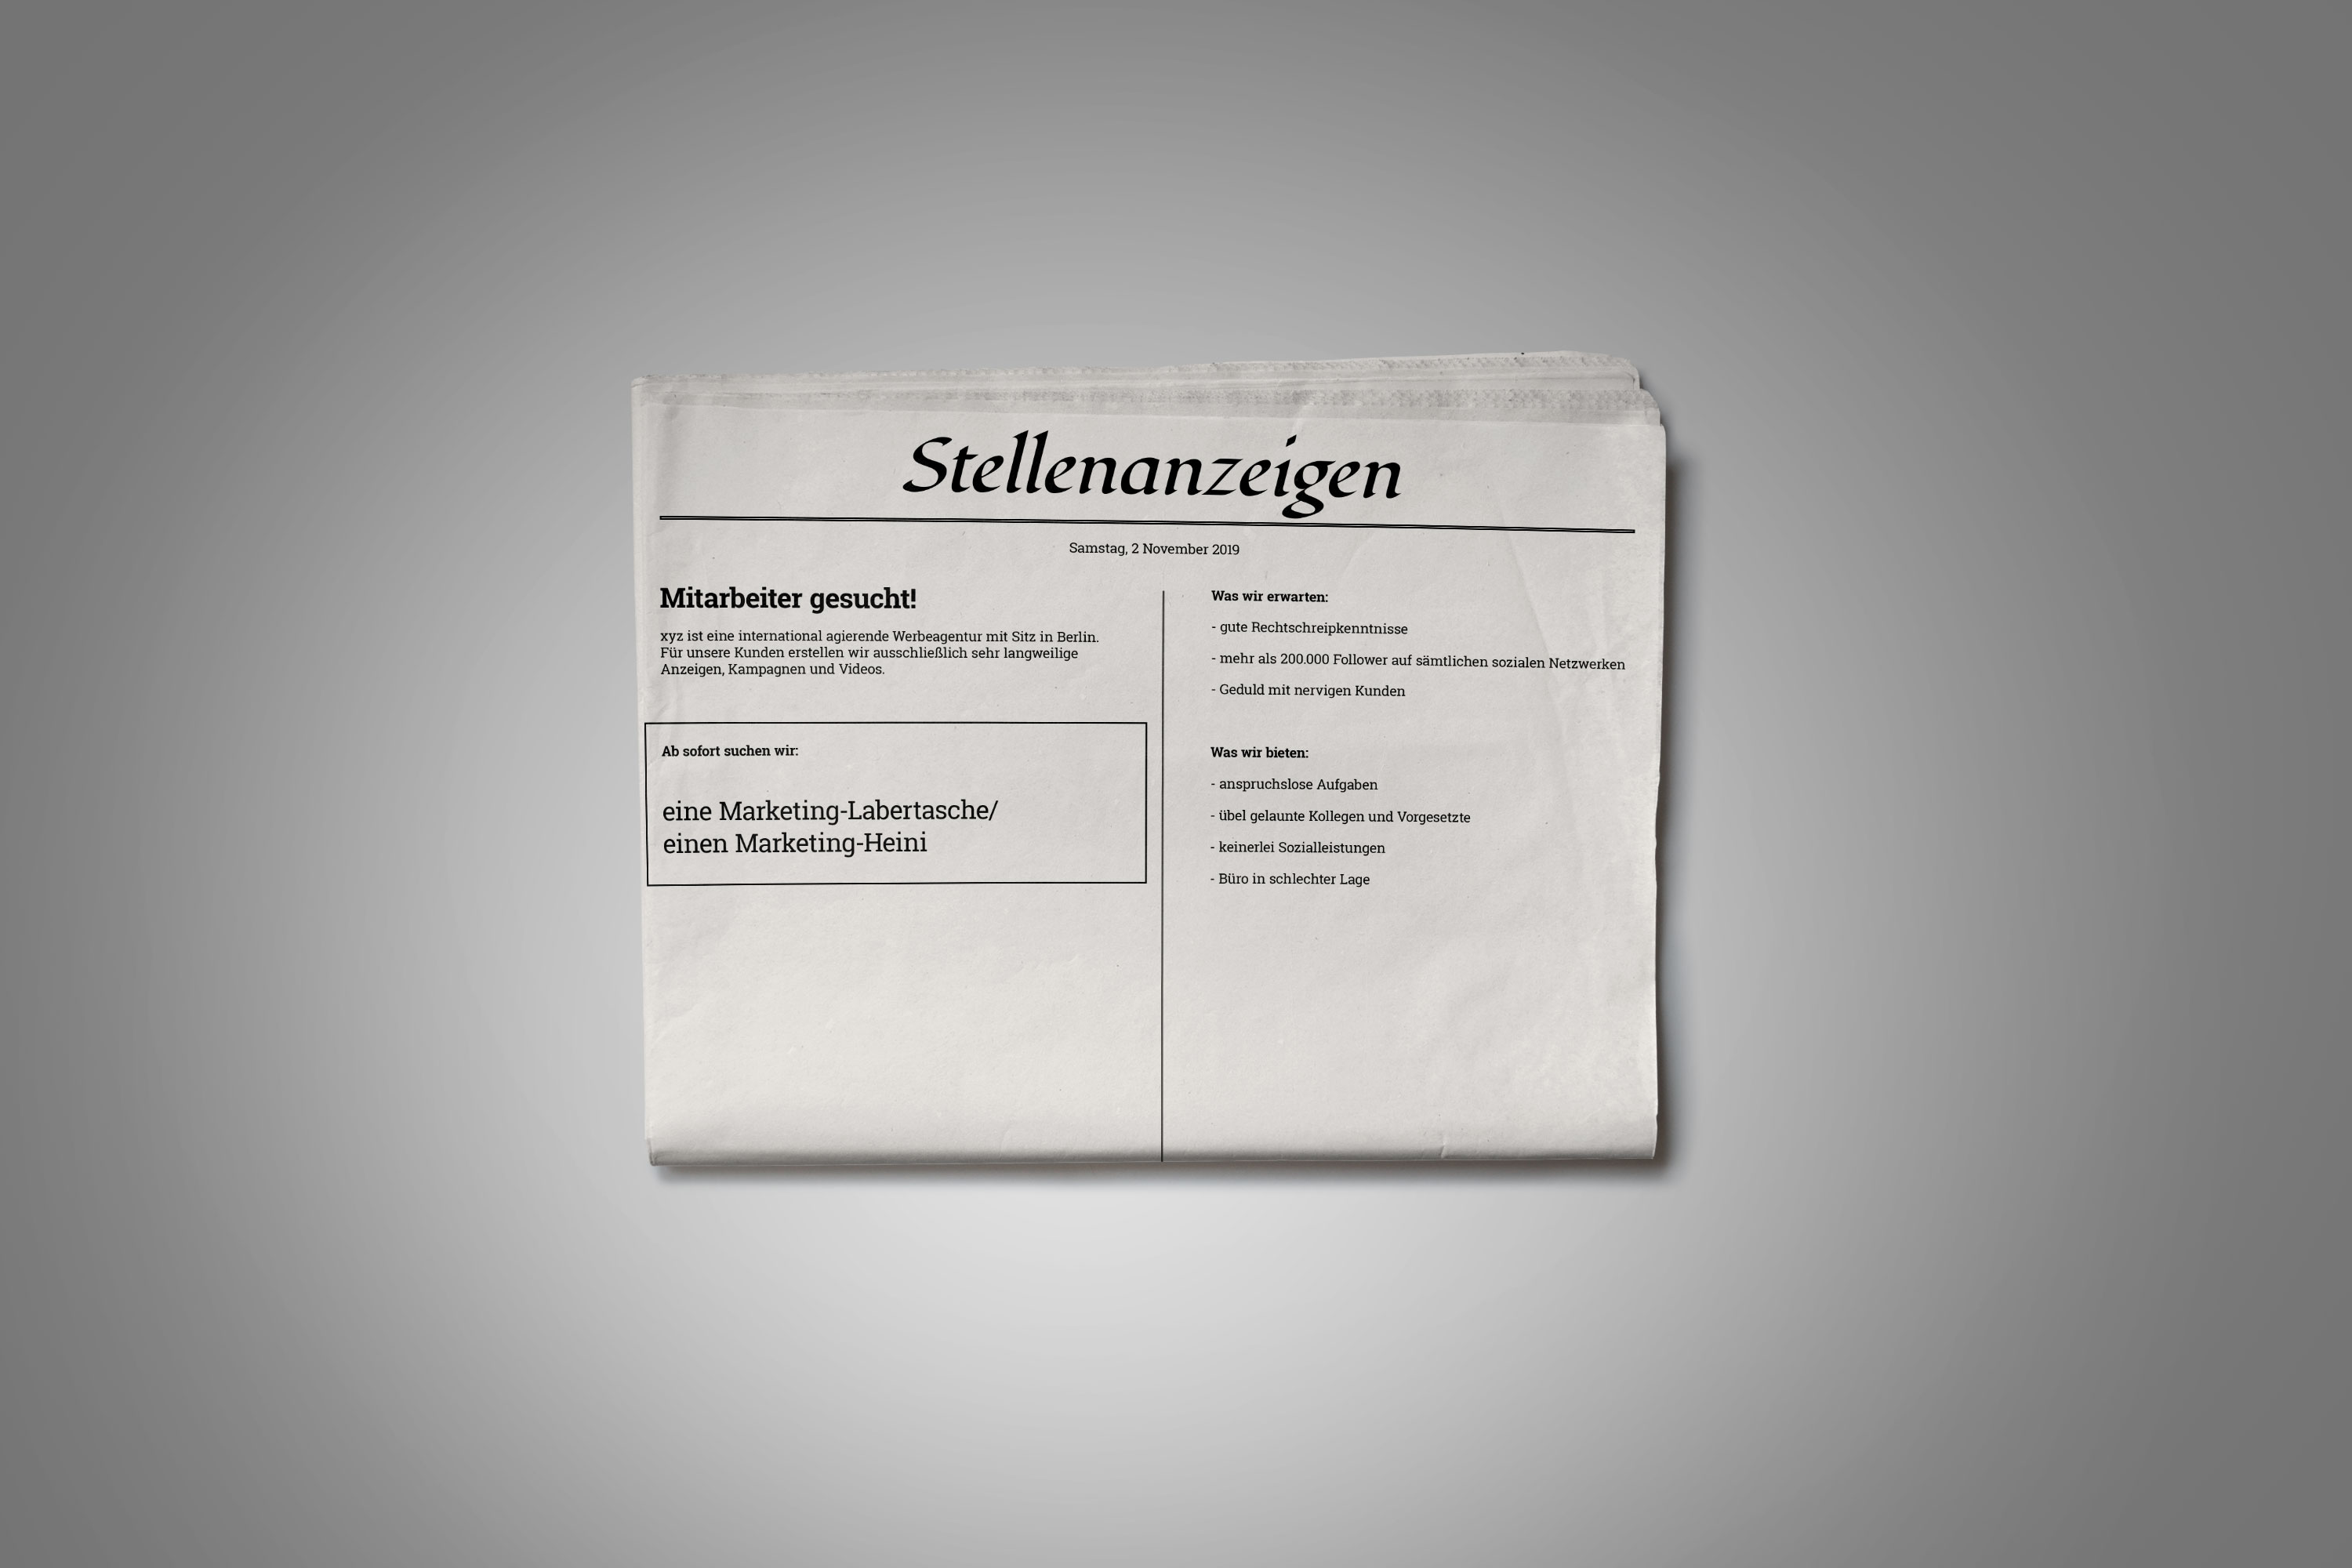 Stellenanzeigen
Samstag, 2 November 2019
Mitarbeiter gesucht!
xyz ist eine international agierende Werbeagentur mit Sitz in Berlin.
Für unsere Kunden erstellen wir ausschließlich sehr langweilige
Anzeigen, Kampagnen und Videos.
Ab sofort suchen wir:
eine Marketing-Labertasche/
einen Marketing-Heini
Was wir erwarten:
- gute Rechtschreipkenntnisse
- mehr als 200.000 Follower auf sämtlichen sozialen Netzwerken
- Geduld mit nervigen Kunden
Was wir bieten:
- anspruchslose Aufgaben
- übel gelaunte Kollegen und Vorgesetzte
- keinerlei Sozialleistungen
- Büro in schlechter Lage